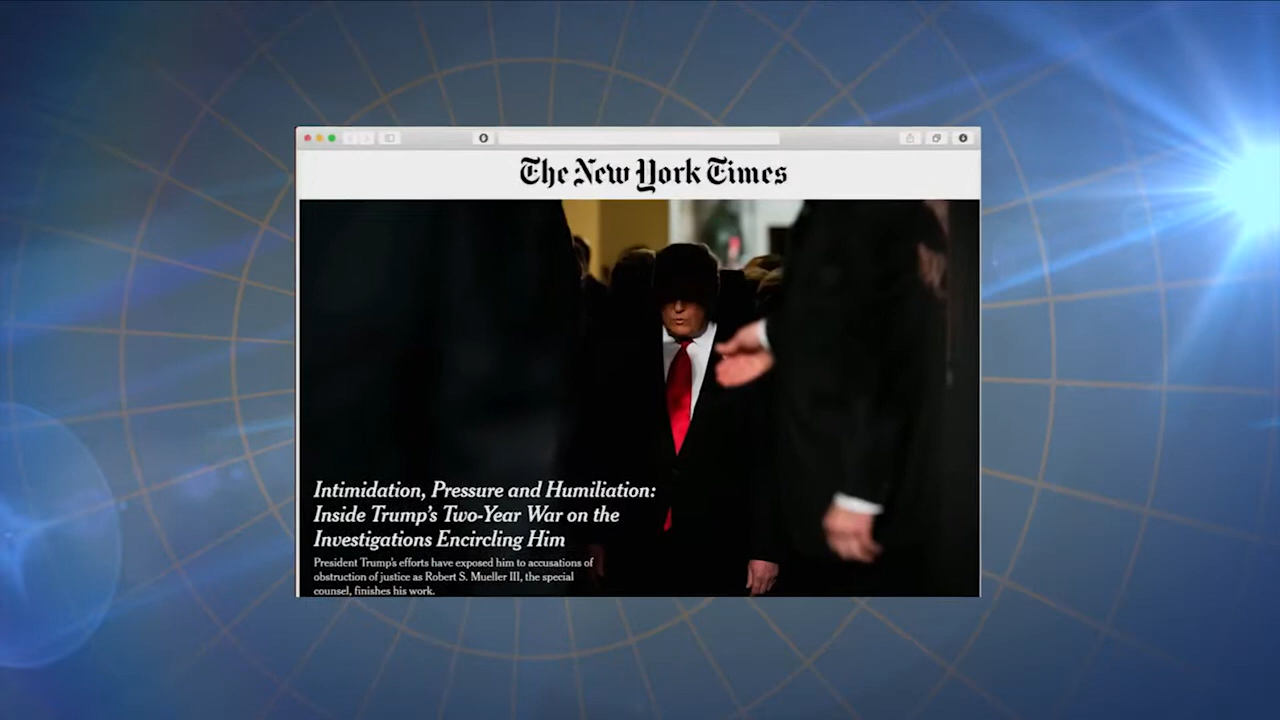 The New York Times
Intimidation, Pressure and Humiliation:
Inside Trump's Two-Year War on the
Investigations Encircling Him
President Trump's efforts have exposed him to accusations of
obstruction of justice as Robert S. Mueller III, the special
counsel, finishes his work.